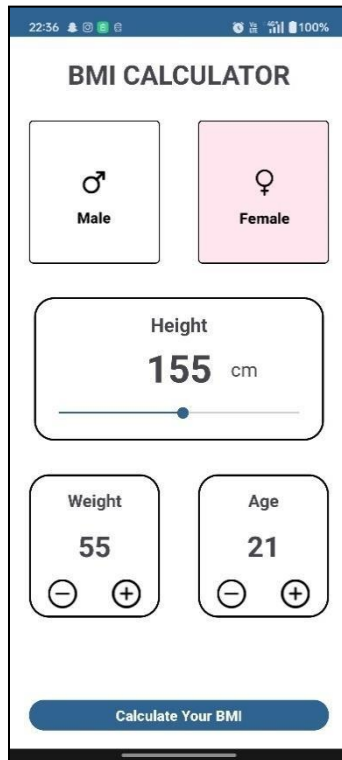 22:36 100%
BMI CALCULATOR
Male Female
Height
155 cm
Weight Age
55 21
Calculate Your BMI